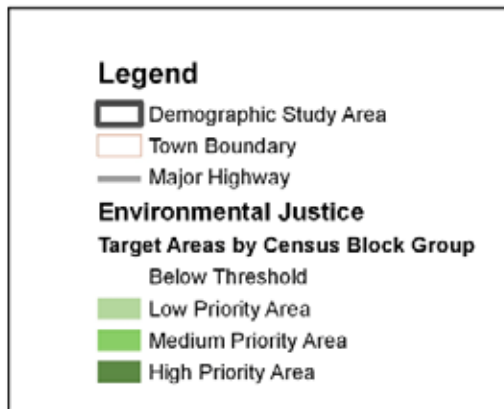 Legend
Demographic Study Area
Town Boundary
Major Highway
Environmental Justice
Target Areas by Census Block Group
Below Threshold
Low Priority Area
Medium Priority Area
High Priority Area